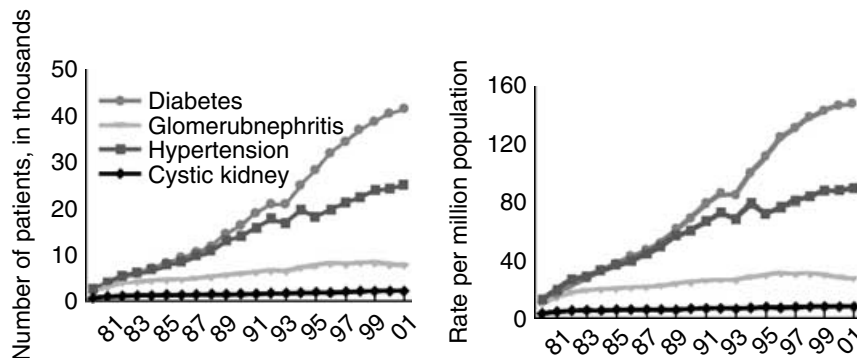 Number of patients, in thousands
50
40
30
20
10
0
Diabetes
Glomerubnephritis
Hypertension
Cystic kidney
81 83 85 87 89 91 93 95 97 99 01
Rate per million population
160
120
80
40
0
81 83 85 87 89 91 93 95 97 99 01